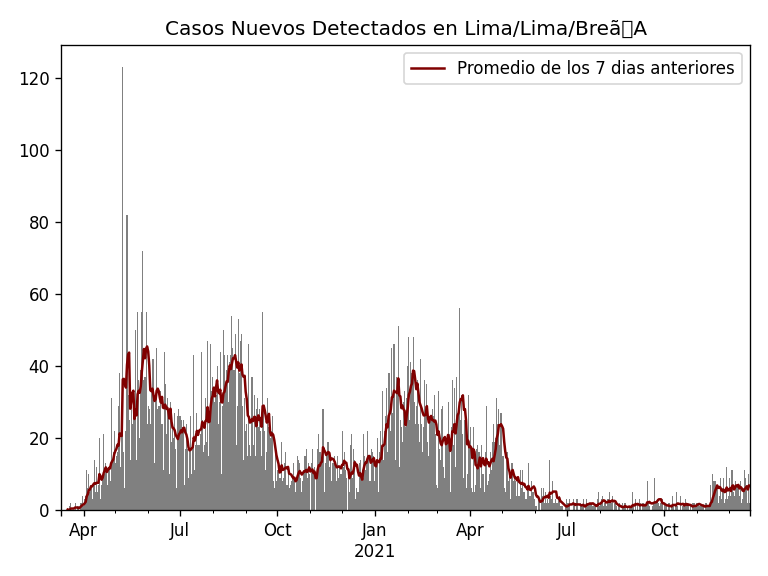 Casos Nuevos Detectados en Lima/Lima/Breã▯A
Promedio de los 7 dias anteriores
120
100
80
60
40
20
0
Apr Jul Oct Jan Apr Jul Oct
2021